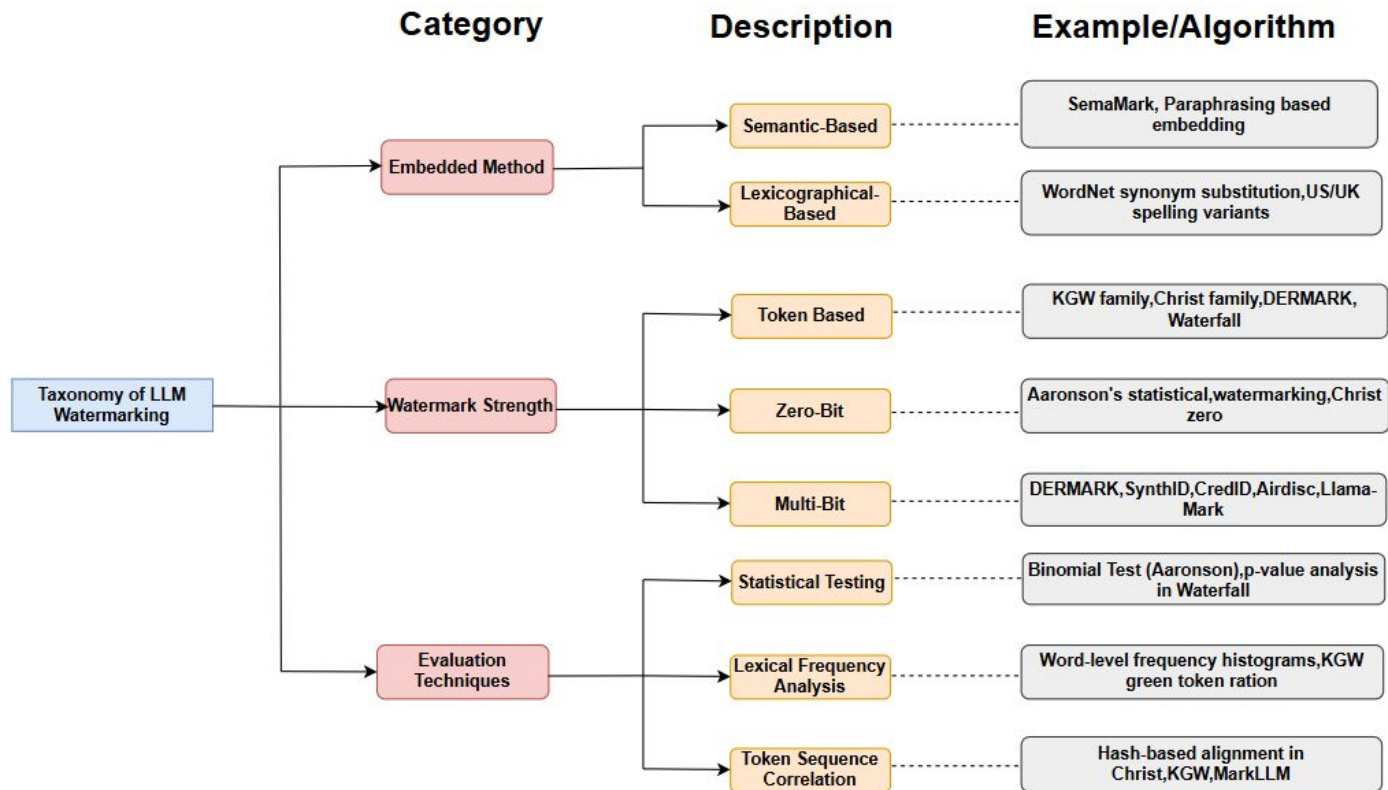 Category
Description
Example/Algorithm
Taxonomy of LLM
Watermarking
Embedded Method
Semantic-Based
SemaMark, Paraphrasing based
embedding
Lexicographical-
Based
WordNet synonym substitution,US/UK
spelling variants
Watermark Strength
Token Based
KGW family,Christ family,DERMARK,
Waterfall
Zero-Bit
Aaronson's statistical,watermarking,Christ
zero
Multi-Bit
DERMARK,SynthID,CredID,Airdisc,Llama-
Mark
Evaluation
Techniques
Statistical Testing
Binomial Test (Aaronson),p-value analysis
in Waterfall
Lexical Frequency
Analysis
Word-level frequency histograms,KGW
green token ration
Token Sequence
Correlation
Hash-based alignment in
Christ,KGW,MarkLLM